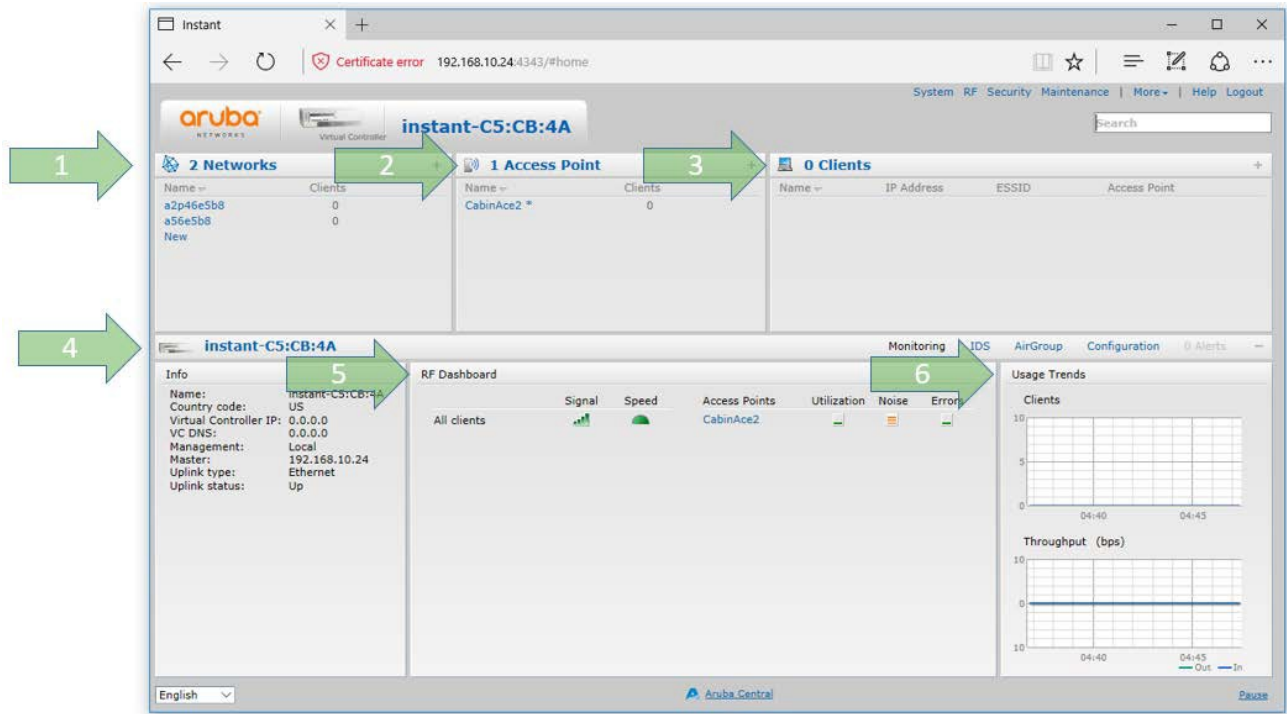 Instant
Certificate error 192.168.10.24:4343/#home
System RF Security Maintenance | More | Help Logout
aruba
NETWORKS
Virtual Controller
instant-C5:CB:4A
Search
1
2 Networks
2
1 Access Point
3
0 Clients
Name Clients
a2p46e5b8 0
a56e5b8 0
New
Name Clients
CabinAce2 * 0
Name IP Address ESSID Access Point
4
instant-C5:CB:4A
Monitoring IDS AirGroup Configuration 0 Alerts
Info
5
RF Dashboard
6
Usage Trends
Name: instant-C5:CB:4A
Country code: US
Virtual Controller IP: 0.0.0.0
VC DNS: 0.0.0.0
Management: Local
Master: 192.168.10.24
Uplink type: Ethernet
Uplink status: Up
Signal Speed Access Points Utilization Noise Errors
All clients CabinAce2
Clients
10
5
0
04:40 04:45
Throughput (bps)
10
0
10
04:40 04:45
Out In
English
Aruba Central
Pause